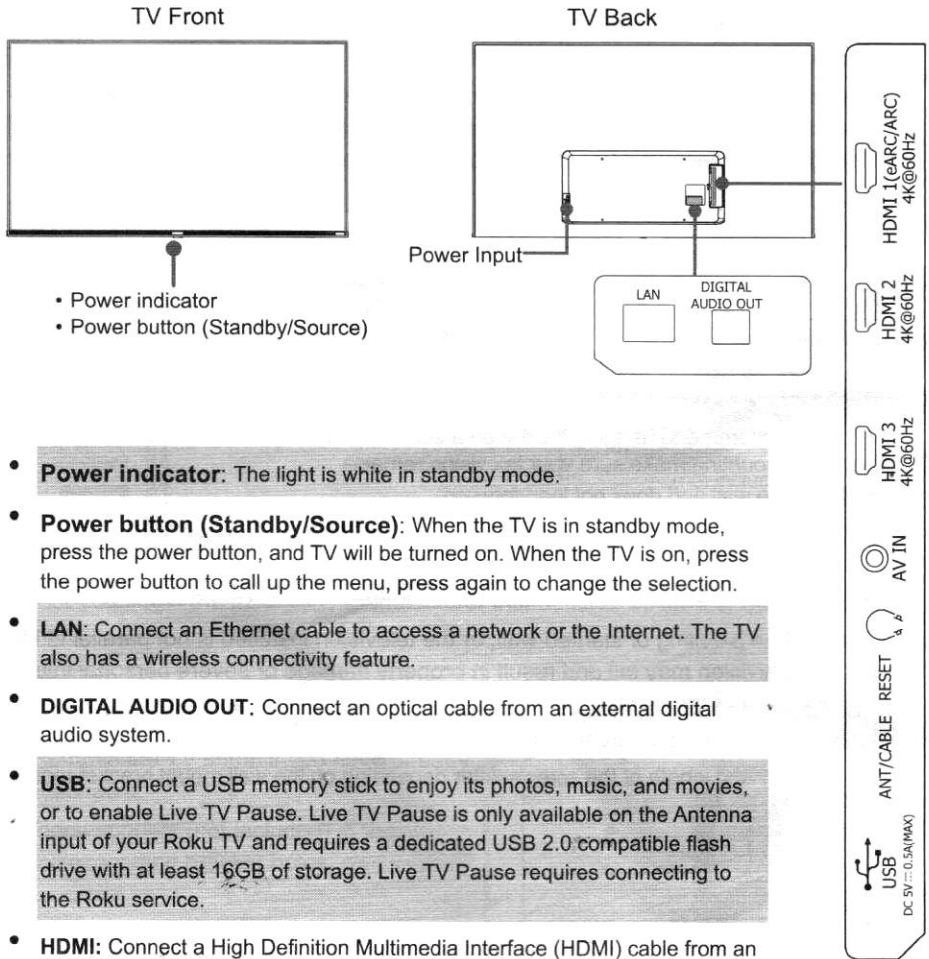 TV Front
TV Back
Power Input
• Power indicator
• Power button (Standby/Source)
LAN
DIGITAL
AUDIO OUT
HDMI 1(eARC/ARC)
4K@60Hz
HDMI 2
4K@60Hz
HDMI 3
4K@60Hz
AV IN
RESET
ANT/CABLE
USB
DC 5V⎓0.5A(MAX)
• Power indicator: The light is white in standby mode.
• Power button (Standby/Source): When the TV is in standby mode,
press the power button, and TV will be turned on. When the TV is on, press
the power button to call up the menu, press again to change the selection.
• LAN: Connect an Ethernet cable to access a network or the Internet. The TV
also has a wireless connectivity feature.
• DIGITAL AUDIO OUT: Connect an optical cable from an external digital
audio system.
• USB: Connect a USB memory stick to enjoy its photos, music, and movies,
or to enable Live TV Pause. Live TV Pause is only available on the Antenna
input of your Roku TV and requires a dedicated USB 2.0 compatible flash
drive with at least 16GB of storage. Live TV Pause requires connecting to
the Roku service.
• HDMI: Connect a High Definition Multimedia Interface (HDMI) cable from an